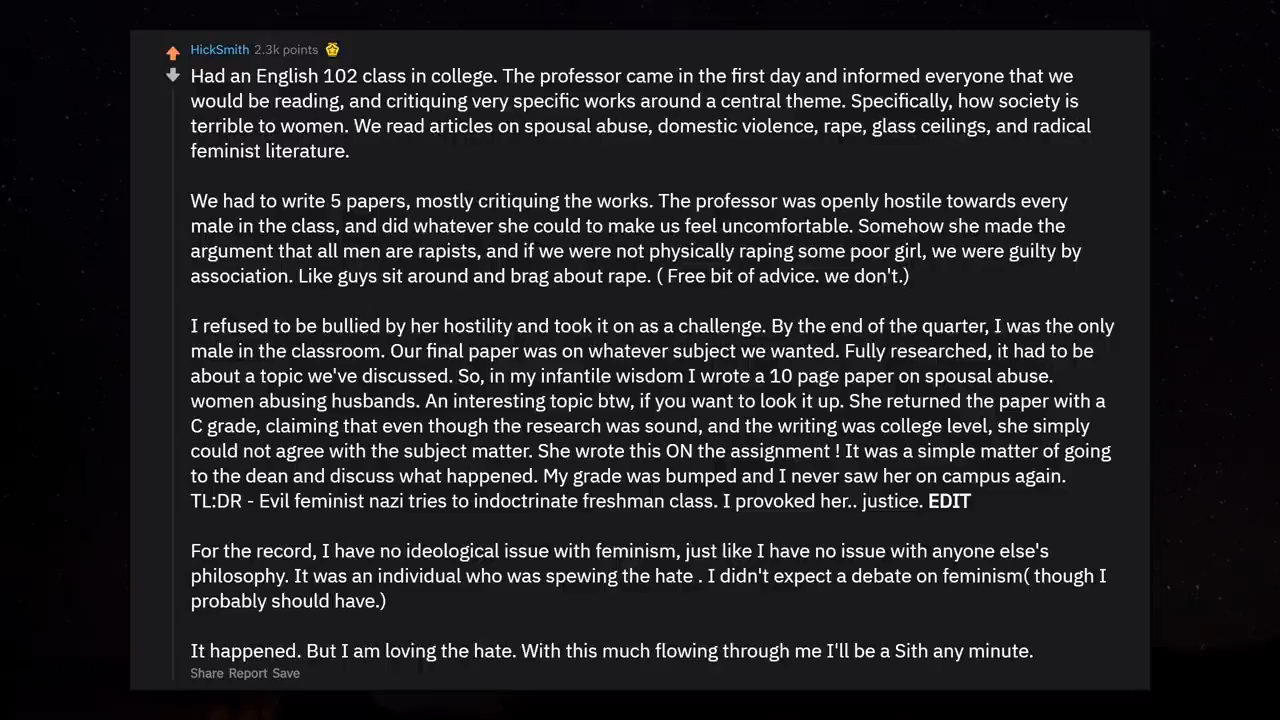 HickSmith 2.3k points
Had an English 102 class in college. The professor came in the first day and informed everyone that we
would be reading, and critiquing very specific works around a central theme. Specifically, how society is
terrible to women. We read articles on spousal abuse, domestic violence, rape, glass ceilings, and radical
feminist literature.
We had to write 5 papers, mostly critiquing the works. The professor was openly hostile towards every
male in the class, and did whatever she could to make us feel uncomfortable. Somehow she made the
argument that all men are rapists, and if we were not physically raping some poor girl, we were guilty by
association. Like guys sit around and brag about rape. ( Free bit of advice. we don't.)
I refused to be bullied by her hostility and took it on as a challenge. By the end of the quarter, I was the only
male in the classroom. Our final paper was on whatever subject we wanted. Fully researched, it had to be
about a topic we've discussed. So, in my infantile wisdom I wrote a 10 page paper on spousal abuse.
women abusing husbands. An interesting topic btw, if you want to look it up. She returned the paper with a
C grade, claiming that even though the research was sound, and the writing was college level, she simply
could not agree with the subject matter. She wrote this ON the assignment ! It was a simple matter of going
to the dean and discuss what happened. My grade was bumped and I never saw her on campus again.
TL:DR - Evil feminist nazi tries to indoctrinate freshman class. I provoked her.. justice. EDIT
For the record, I have no ideological issue with feminism, just like I have no issue with anyone else's
philosophy. It was an individual who was spewing the hate . I didn't expect a debate on feminism( though I
probably should have.)
It happened. But I am loving the hate. With this much flowing through me I'll be a Sith any minute.
Share Report Save